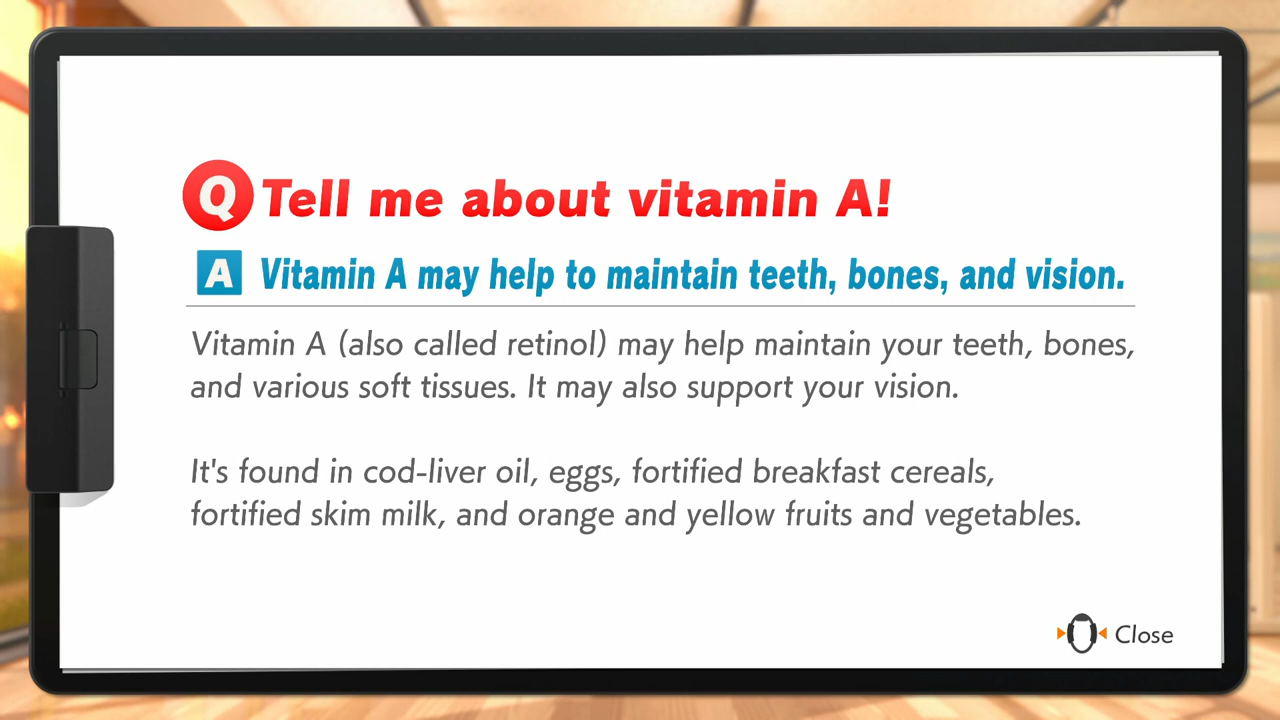 Q Tell me about vitamin A!
A Vitamin A may help to maintain teeth, bones, and vision.
Vitamin A (also called retinol) may help maintain your teeth, bones,
and various soft tissues. It may also support your vision.
It's found in cod-liver oil, eggs, fortified breakfast cereals,
fortified skim milk, and orange and yellow fruits and vegetables.
Close